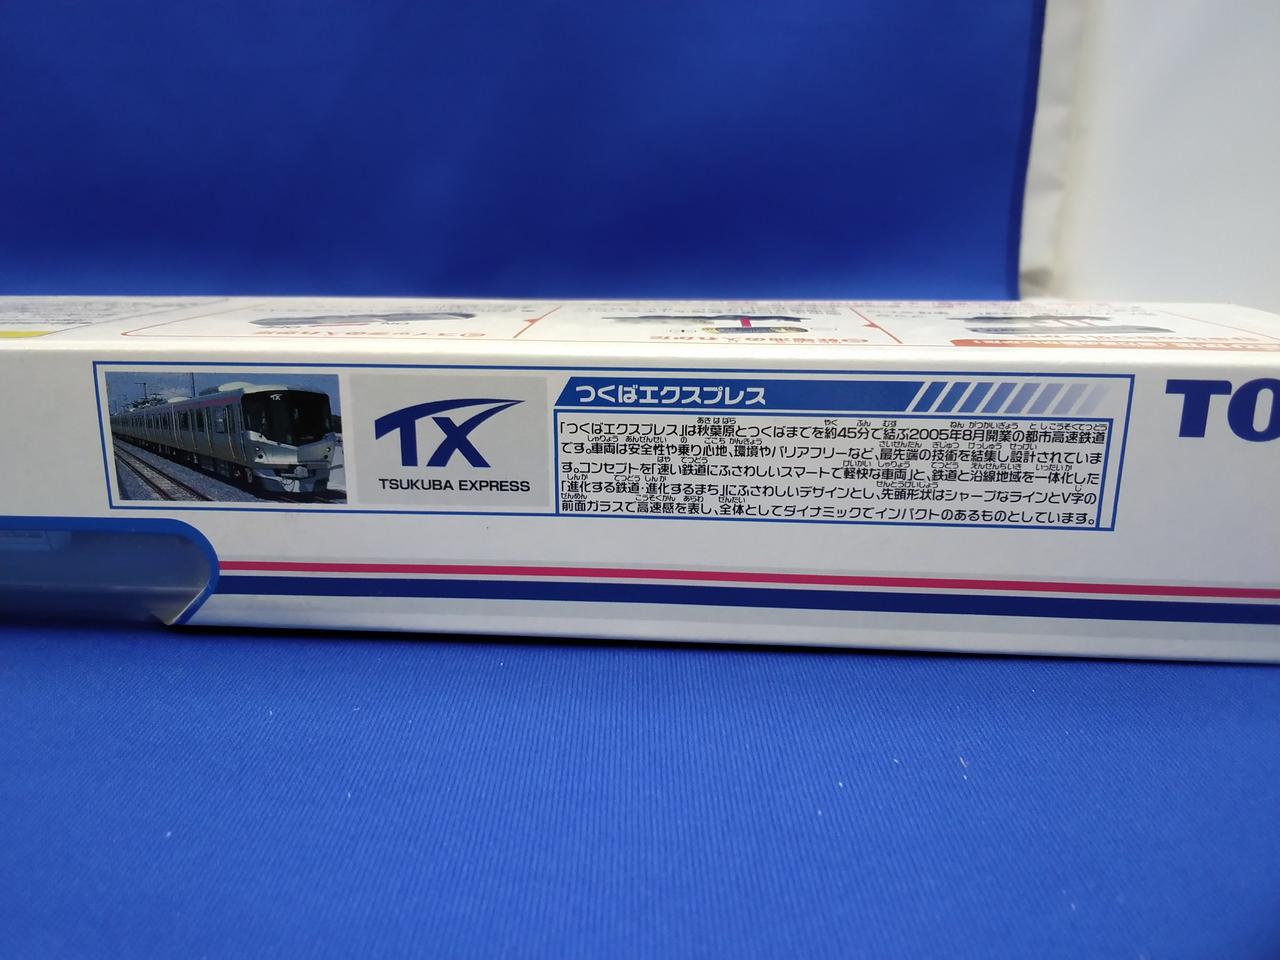 TX
TSUKUBA EXPRESS
つくばエクスプレス
「つくばエクスプレス」は秋葉原とつくばまでを約45分で結ぶ2005年8月開業の都市高速鉄道
です。車両は安全性や乗り心地、環境やバリアフリーなど、最先端の技術を結集し設計されていま
す。コンセプトを「速い鉄道にふさわしいスマートで軽快な車両」と、鉄道と沿線地域を一体化した
「進化する鉄道・進化するまち」にふさわしいデザインとし、先頭形状はシャープなラインとV字の
前面ガラスで高速感を表し、全体としてダイナミックでインパクトのあるものとしています。
TO